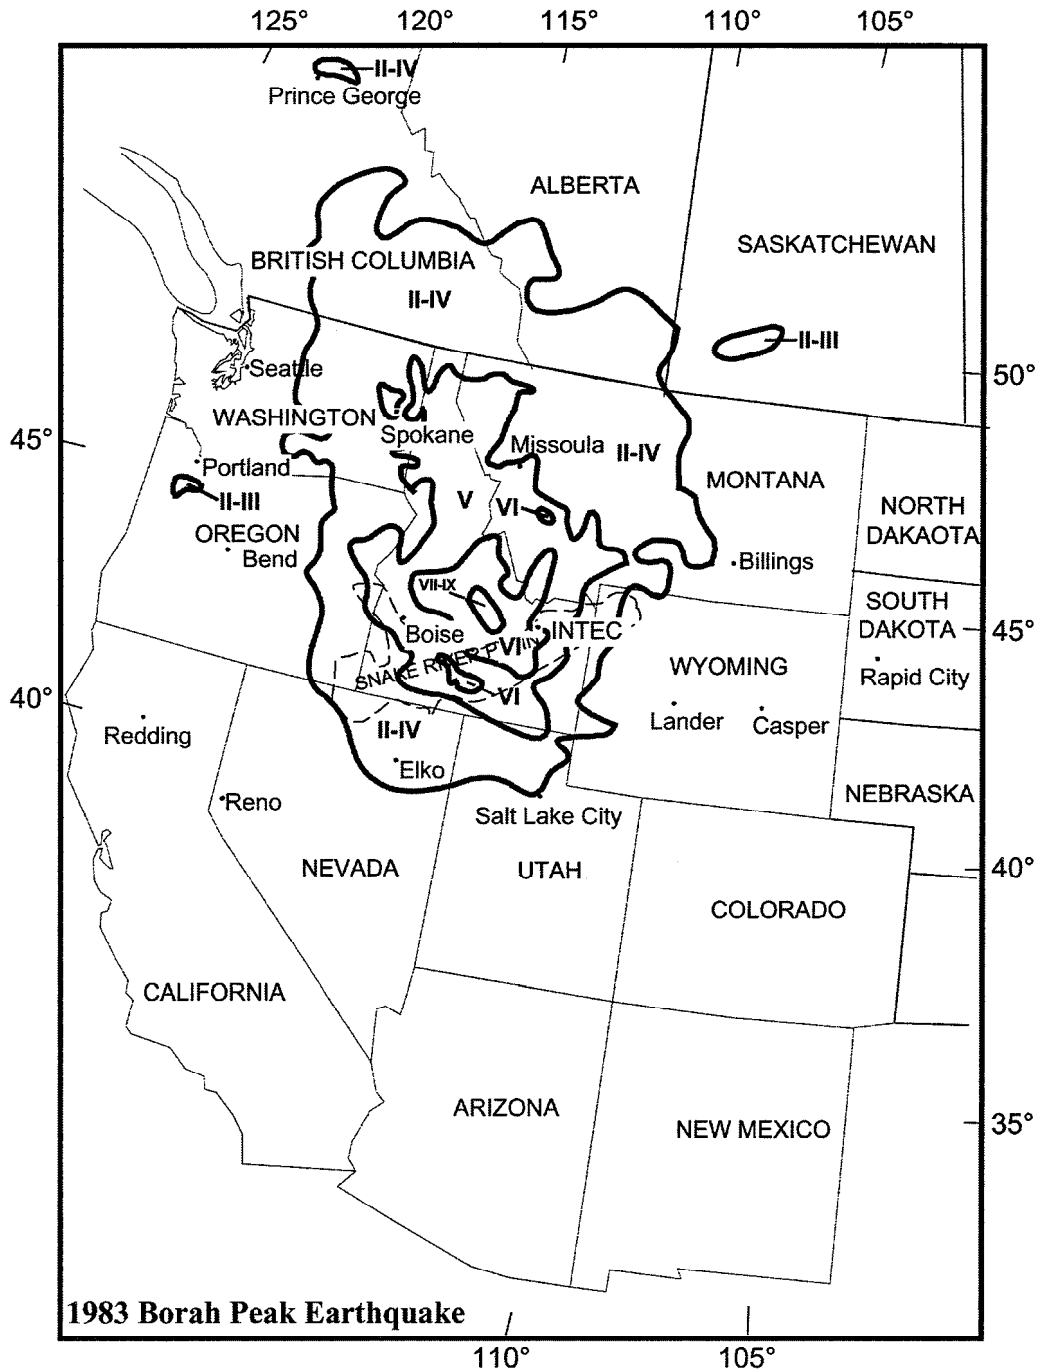 125° 120° 115° 110° 105°
II-IV
Prince George
ALBERTA
SASKATCHEWAN
BRITISH COLUMBIA
II-IV
II-III
Seattle
50°
WASHINGTON
Spokane
45°
Missoula
II-IV
Portland
MONTANA
II-III
V
VI
NORTH
DAKAOTA
OREGON
Bend
Billings
VII-IX
SOUTH
DAKOTA
45°
Boise
INTEC
VI
SNAKE RIVER
WYOMING
Rapid City
VI
40°
Lander
Casper
Redding
II-IV
Elko
NEBRASKA
Reno
Salt Lake City
NEVADA
UTAH
40°
COLORADO
CALIFORNIA
ARIZONA
35°
NEW MEXICO
1983 Borah Peak Earthquake
110° 105°